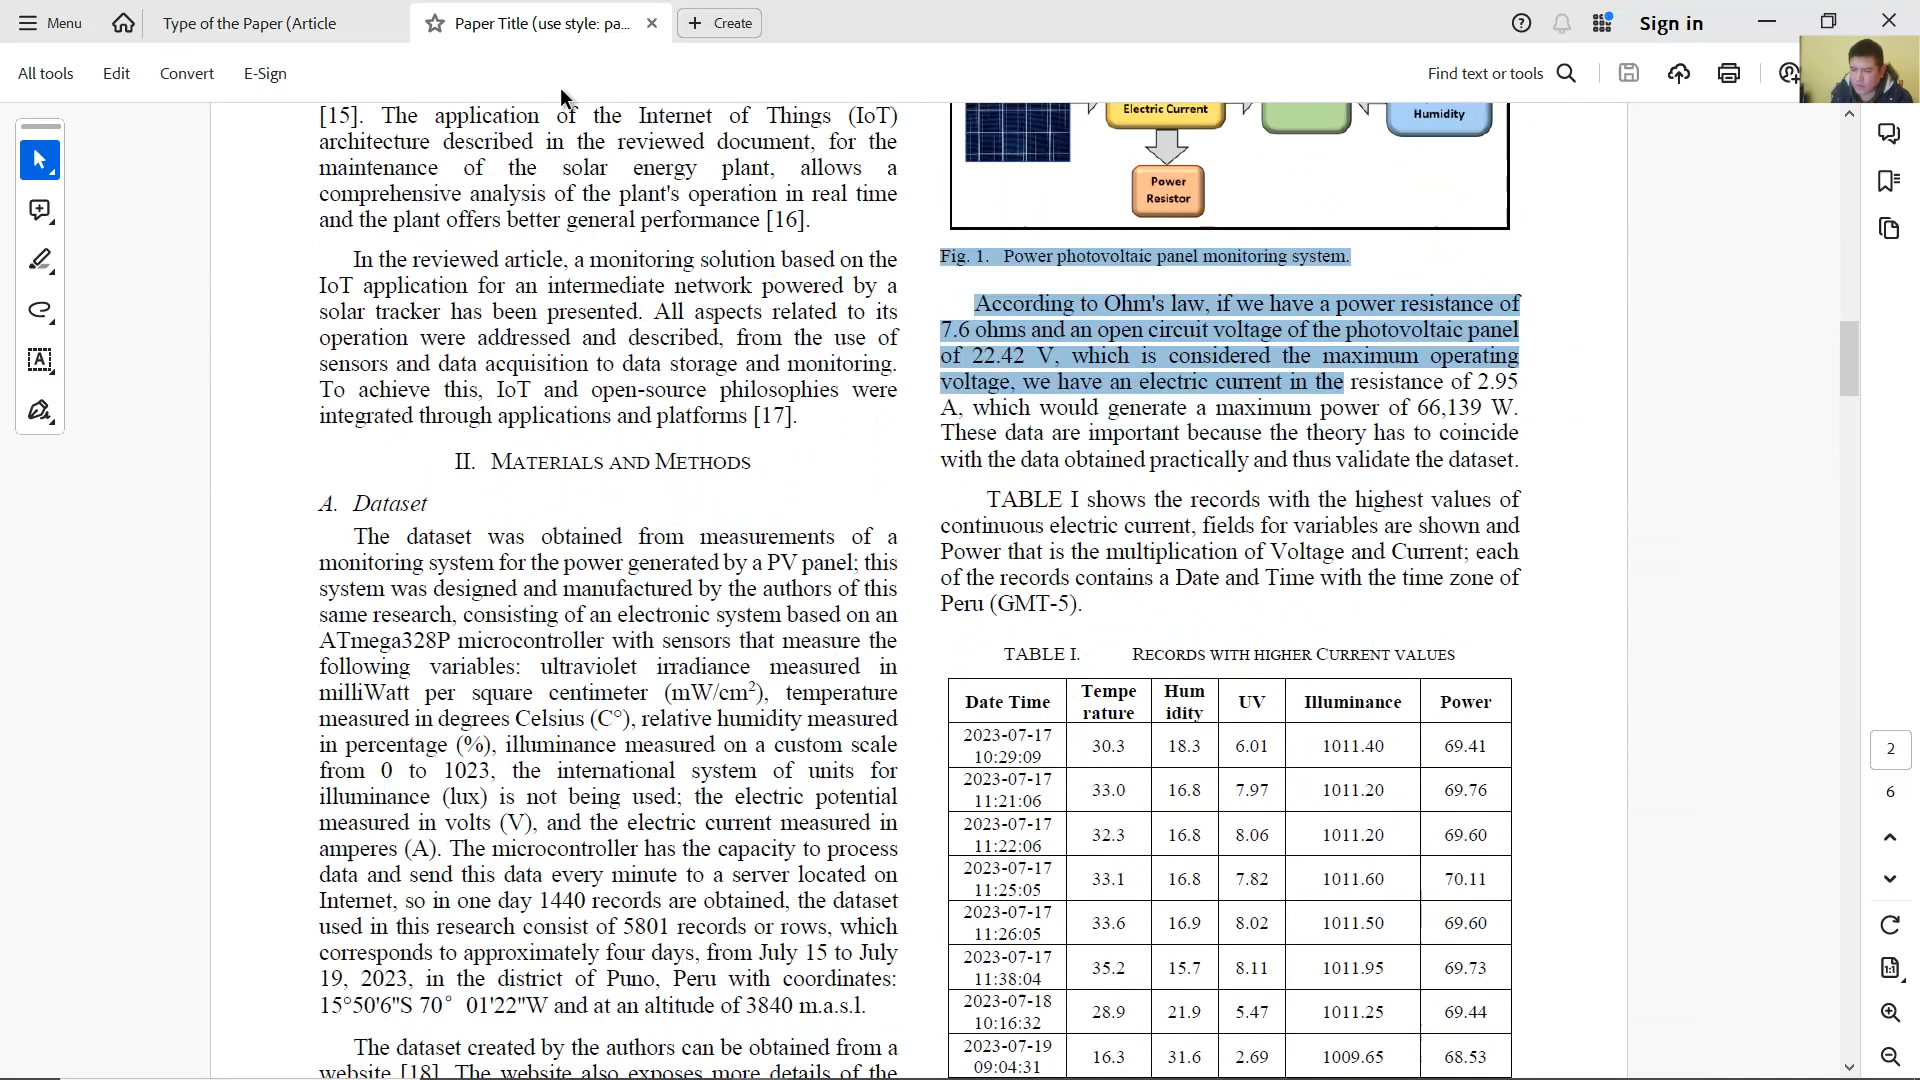 Menu
Type of the Paper (Article
Paper Title (use style: pa...
Create
Sign in
All tools
Edit
Convert
E-Sign
Find text or tools
[15]. The application of the Internet of Things (IoT)
architecture described in the reviewed document, for the
maintenance of the solar energy plant, allows a
comprehensive analysis of the plant's operation in real time
and the plant offers better general performance [16].
In the reviewed article, a monitoring solution based on the
IoT application for an intermediate network powered by a
solar tracker has been presented. All aspects related to its
operation were addressed and described, from the use of
sensors and data acquisition to data storage and monitoring.
To achieve this, IoT and open-source philosophies were
integrated through applications and platforms [17].
II. MATERIALS AND METHODS
A. Dataset
The dataset was obtained from measurements of a
monitoring system for the power generated by a PV panel; this
system was designed and manufactured by the authors of this
same research, consisting of an electronic system based on an
ATmega328P microcontroller with sensors that measure the
following variables: ultraviolet irradiance measured in
milliWatt per square centimeter (mW/cm²), temperature
measured in degrees Celsius (C°), relative humidity measured
in percentage (%), illuminance measured on a custom scale
from 0 to 1023, the international system of units for
illuminance (lux) is not being used; the electric potential
measured in volts (V), and the electric current measured in
amperes (A). The microcontroller has the capacity to process
data and send this data every minute to a server located on
Internet, so in one day 1440 records are obtained, the dataset
used in this research consist of 5801 records or rows, which
corresponds to approximately four days, from July 15 to July
19, 2023, in the district of Puno, Peru with coordinates:
15°50'6"S 70° 01'22"W and at an altitude of 3840 m.a.s.l.
The dataset created by the authors can be obtained from a
website [18]. The website also exposes more details of the
Electric Current
Humidity
Power
Resistor
Fig. 1. Power photovoltaic panel monitoring system.
According to Ohm's law, if we have a power resistance of
7.6 ohms and an open circuit voltage of the photovoltaic panel
of 22.42 V, which is considered the maximum operating
voltage, we have an electric current in the resistance of 2.95
A, which would generate a maximum power of 66,139 W.
These data are important because the theory has to coincide
with the data obtained practically and thus validate the dataset.
TABLE I shows the records with the highest values of
continuous electric current, fields for variables are shown and
Power that is the multiplication of Voltage and Current; each
of the records contains a Date and Time with the time zone of
Peru (GMT-5).
TABLE I. RECORDS WITH HIGHER CURRENT VALUES
Date Time Tempe rature Hum idity UV Illuminance Power
2023-07-17 10:29:09 30.3 18.3 6.01 1011.40 69.41
2023-07-17 11:21:06 33.0 16.8 7.97 1011.20 69.76
2023-07-17 11:22:06 32.3 16.8 8.06 1011.20 69.60
2023-07-17 11:25:05 33.1 16.8 7.82 1011.60 70.11
2023-07-17 11:26:05 33.6 16.9 8.02 1011.50 69.60
2023-07-17 11:38:04 35.2 15.7 8.11 1011.95 69.73
2023-07-18 10:16:32 28.9 21.9 5.47 1011.25 69.44
2023-07-19 09:04:31 16.3 31.6 2.69 1009.65 68.53
2
6
1:1